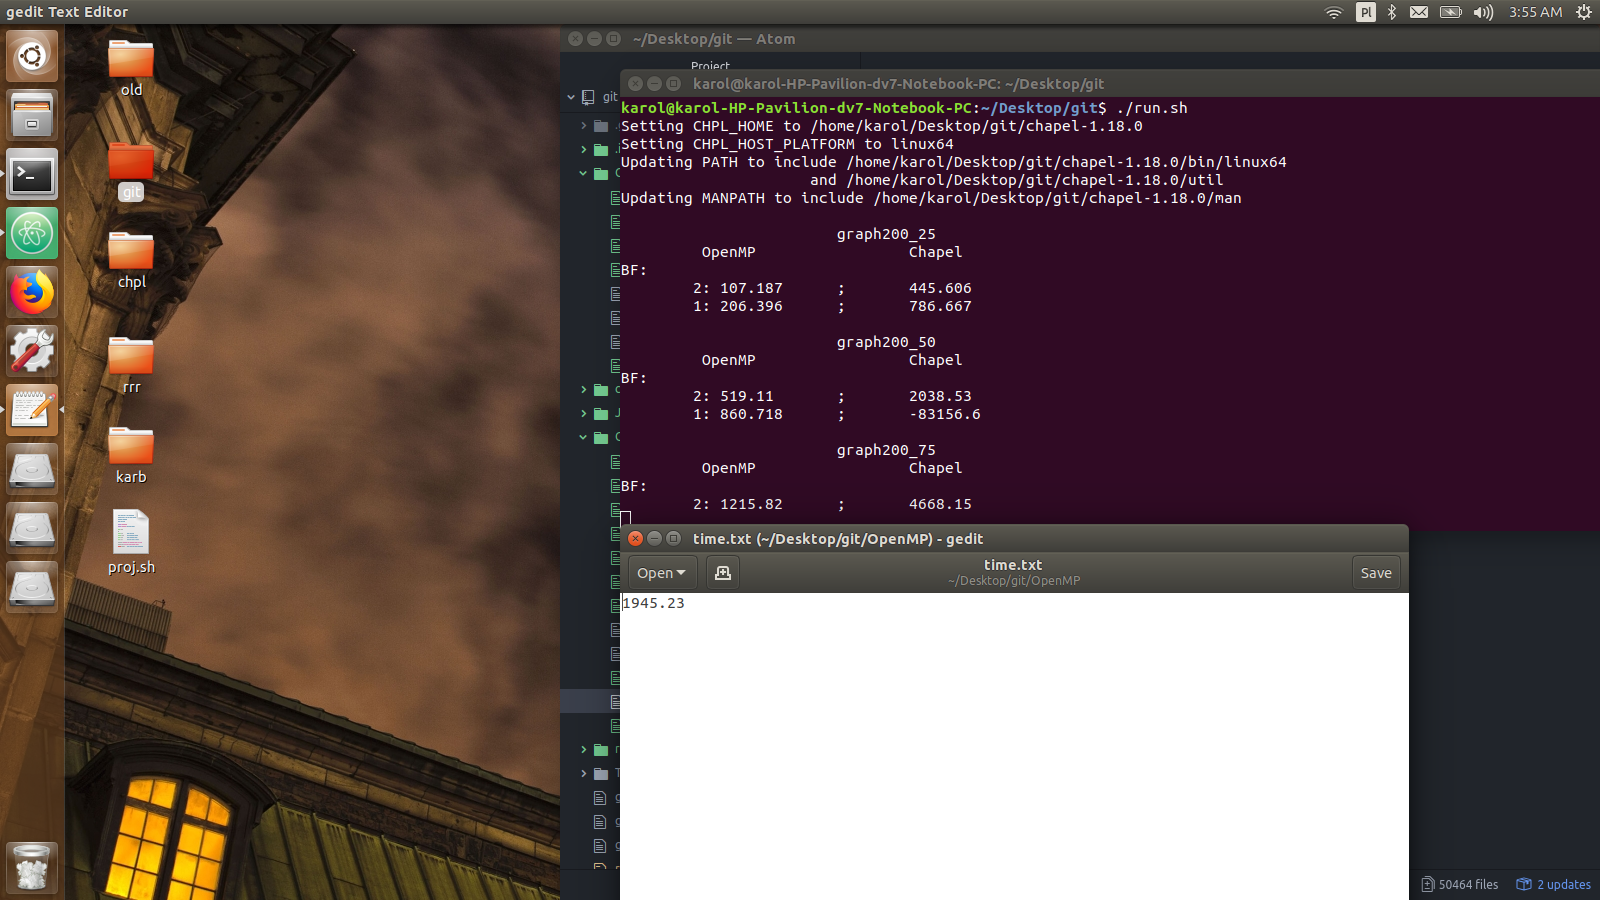 gedit Text Editor
Pl
3:55 AM
old
git
chpl
rrr
karb
proj.sh
~/Desktop/git — Atom
Project
git
karol@karol-HP-Pavilion-dv7-Notebook-PC: ~/Desktop/git
karol@karol-HP-Pavilion-dv7-Notebook-PC:~/Desktop/git$ ./run.sh
Setting CHPL_HOME to /home/karol/Desktop/git/chapel-1.18.0
Setting CHPL_HOST_PLATFORM to linux64
Updating PATH to include /home/karol/Desktop/git/chapel-1.18.0/bin/linux64
and /home/karol/Desktop/git/chapel-1.18.0/util
Updating MANPATH to include /home/karol/Desktop/git/chapel-1.18.0/man
graph200_25
OpenMP Chapel
BF:
2: 107.187 ; 445.606
1: 206.396 ; 786.667
graph200_50
OpenMP Chapel
BF:
2: 519.11 ; 2038.53
1: 860.718 ; -83156.6
graph200_75
OpenMP Chapel
BF:
2: 1215.82 ; 4668.15
time.txt (~/Desktop/git/OpenMP) - gedit
Open
time.txt
~/Desktop/git/OpenMP
Save
1945.23
50464 files
2 updates